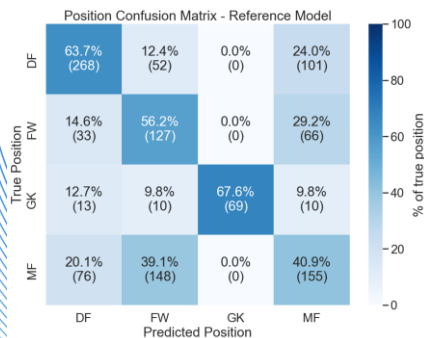 Position Confusion Matrix - Reference Model
True Position
DF
63.7% 12.4% 0.0% 24.0%
(268) (52) (0) (101)
FW
14.6% 56.2% 0.0% 29.2%
(33) (127) (0) (66)
GK
12.7% 9.8% 67.6% 9.8%
(13) (10) (69) (10)
MF
20.1% 39.1% 0.0% 40.9%
(76) (148) (0) (155)
DF FW GK MF
Predicted Position
100
80
60
40
20
0
% of true position